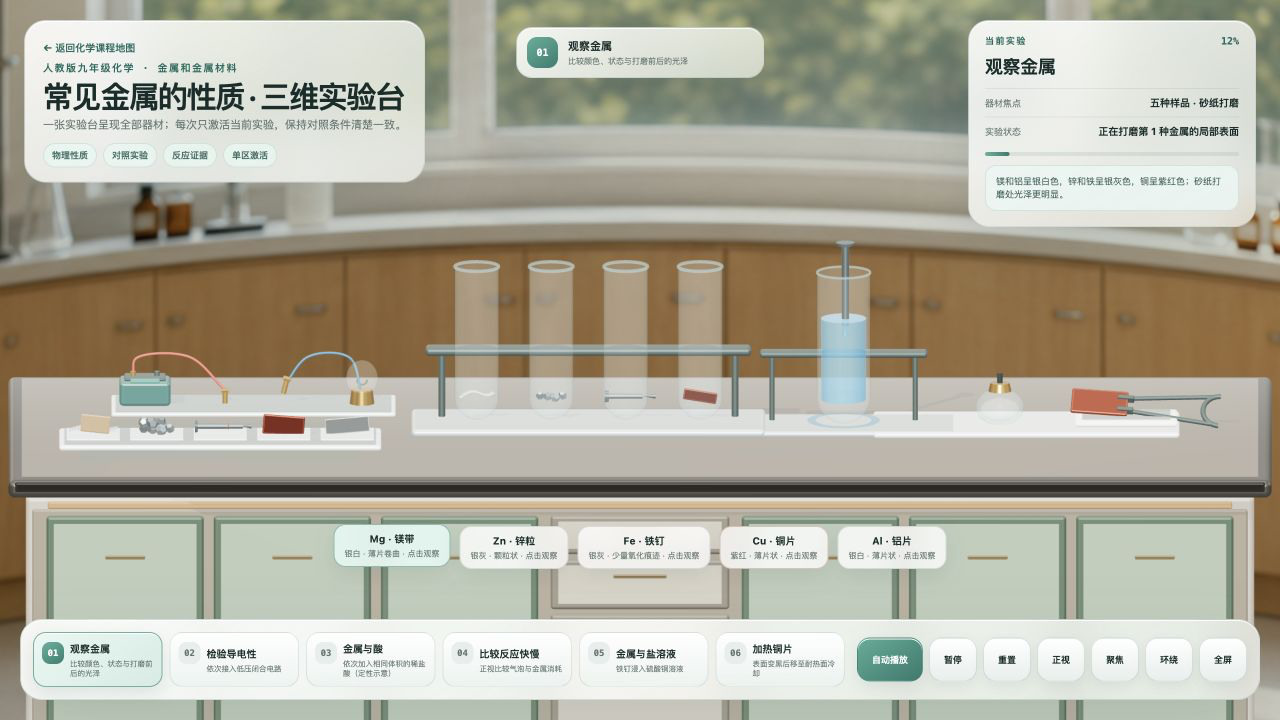 ← 返回化学课程地图
人教版九年级化学 · 金属和金属材料
常见金属的性质·三维实验台
一张实验台呈现全部器材；每次只激活当前实验，保持对照条件清楚一致。
物理性质
对照实验
反应证据
单区激活
01
观察金属
比较颜色、状态与打磨前后的光泽
当前实验
12%
观察金属
器材焦点
五种样品·砂纸打磨
实验状态
正在打磨第 1 种金属的局部表面
镁和铝呈银白色，锌和铁呈银灰色，铜呈紫红色；砂纸打
磨处光泽更明显。
Mg · 镁带
银白 · 薄片卷曲 · 点击观察
Zn · 锌粒
银灰 · 颗粒状 · 点击观察
Fe · 铁钉
银灰 · 少量氧化痕迹 · 点击观察
Cu · 铜片
紫红 · 薄片状 · 点击观察
Al · 铝片
银白 · 薄片状 · 点击观察
01
观察金属
比较颜色、状态与打磨前
后的光泽
02
检验导电性
依次接入低压闭合电路
03
金属与酸
依次加入相同体积的稀盐
酸（定性示意）
04
比较反应快慢
正视比较气泡与金属消耗
05
金属与盐溶液
铁钉浸入硫酸铜溶液
06
加热铜片
表面变黑后移至耐热面冷
却
自动播放
暂停
重置
正视
聚焦
环绕
全屏